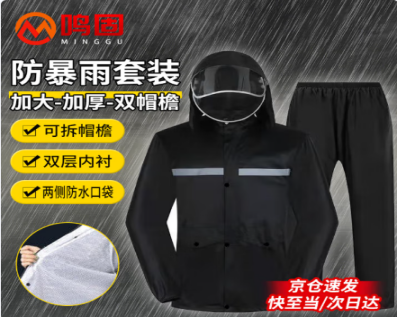 鸣固
MINGGU
防暴雨套装
加大-加厚-双帽檐
可拆帽檐
双层内衬
两侧防水口袋
京仓速发
快至当/次日达